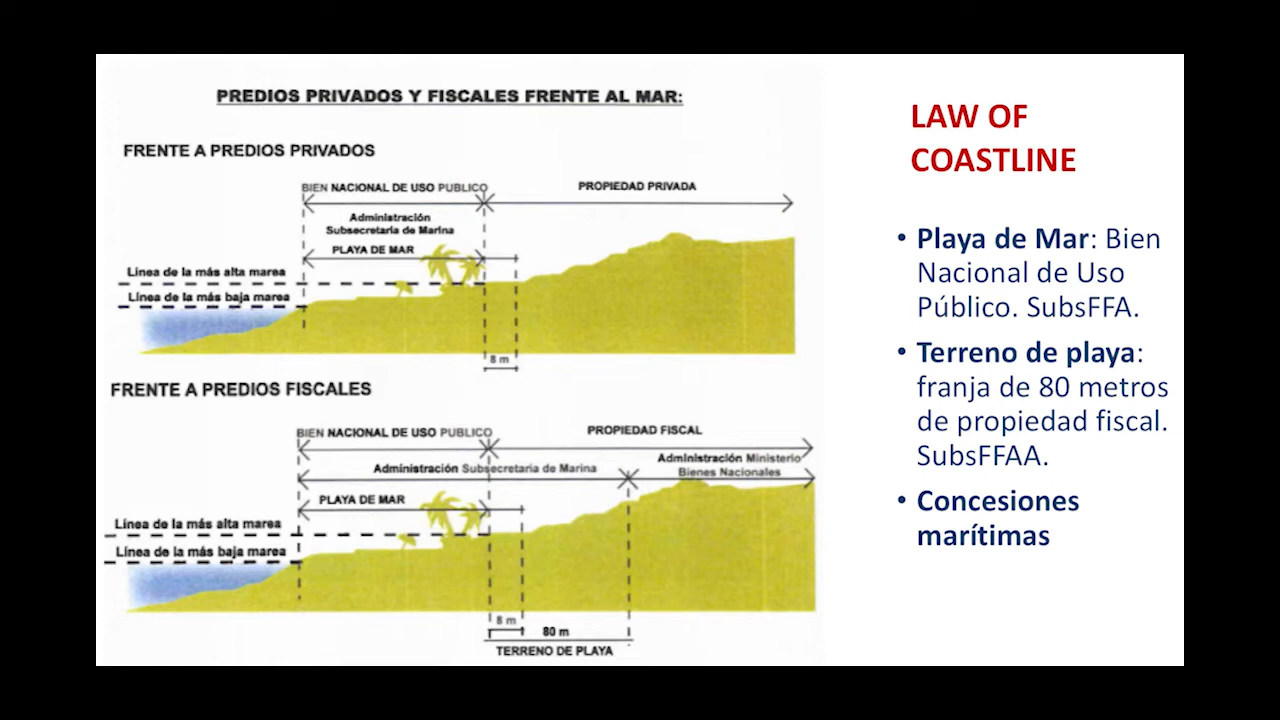 PREDIOS PRIVADOS Y FISCALES FRENTE AL MAR:
FRENTE A PREDIOS PRIVADOS
BIEN NACIONAL DE USO PUBLICO
PROPIEDAD PRIVADA
Administración
Subsecretaría de Marina
PLAYA DE MAR
Línea de la más alta marea
Línea de la más baja marea
8 m
FRENTE A PREDIOS FISCALES
BIEN NACIONAL DE USO PUBLICO
PROPIEDAD FISCAL
Administración Subsecretaría de Marina
Administración Ministerio
Bienes Nacionales
PLAYA DE MAR
Línea de la más alta marea
Línea de la más baja marea
8 m
80 m
TERRENO DE PLAYA
LAW OF
COASTLINE
• Playa de Mar: Bien
Nacional de Uso
Público. SubsFFA.
• Terreno de playa:
franja de 80 metros
de propiedad fiscal.
SubsFFAA.
• Concesiones
marítimas